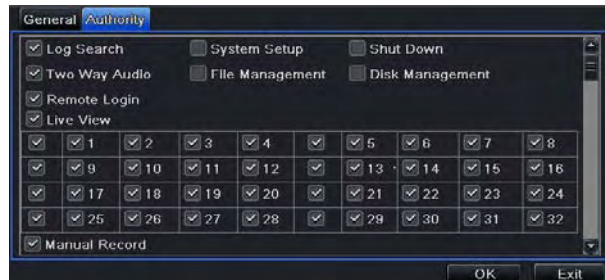 General Authority
Log Search System Setup Shut Down
Two Way Audio File Management Disk Management
Remote Login
Live View
1 2 3 4 5 6 7 8
9 10 11 12 13 14 15 16
17 18 19 20 21 22 23 24
25 26 27 28 29 30 31 32
Manual Record
OK Exit